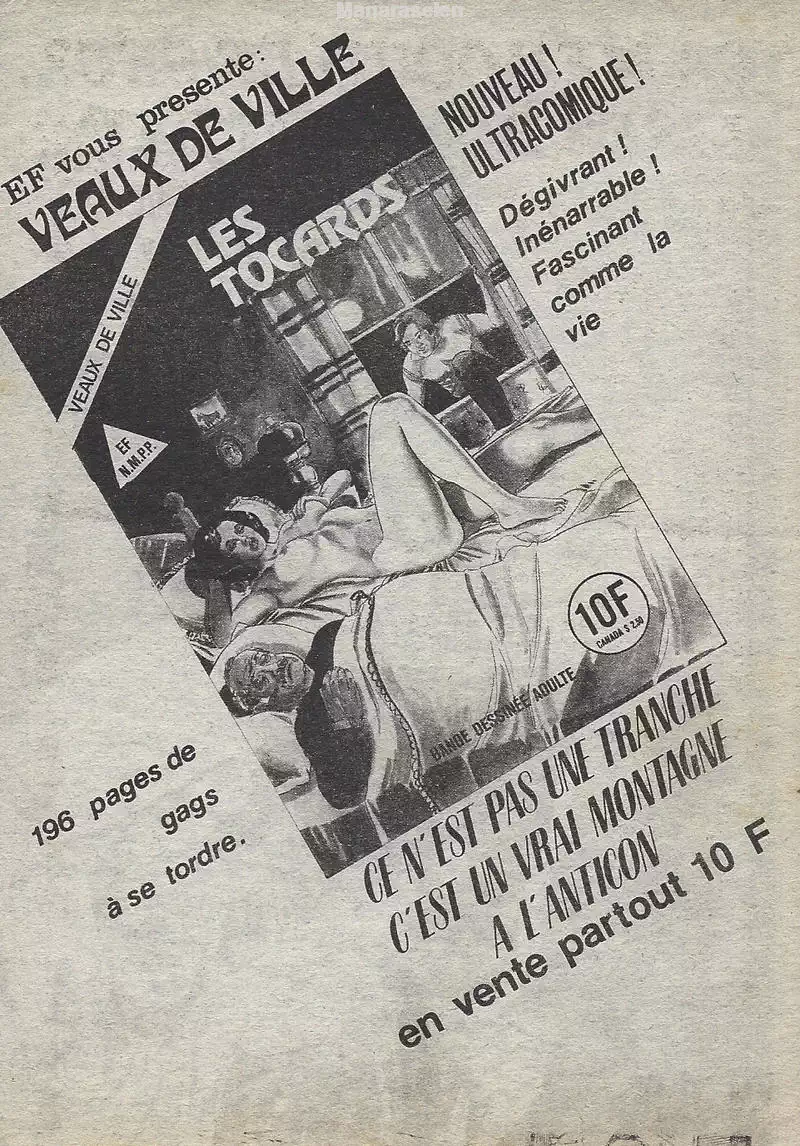 Manaraselen
EF vous presente:
VEAUX DE VILLE
NOUVEAU !
ULTRACOMIQUE !
Dégivrant !
Inénarrable !
Fascinant
comme la
vie
LES
TOCARDS
VEAUX DE VILLE
EF
N.M.P.P.
10F
CANADA $ 2.50
BANDE DESSINÉE ADULTE
196 pages de
gags
à se tordre.
CE N'EST PAS UNE TRANCHE
C'EST UN VRAI MONTAGNE
A L'ANTICON
en vente partout 10 F